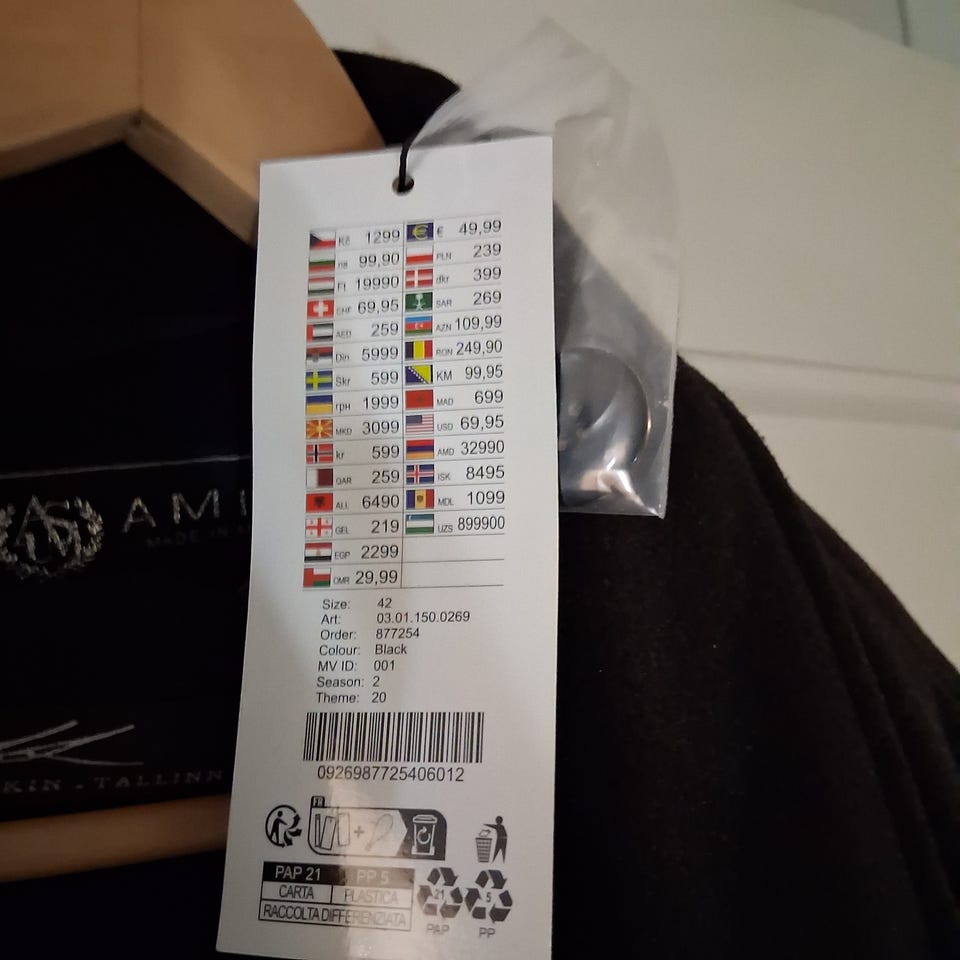 Kč 1299 € 49,99
лв 99,90 PLN 239
Ft 19990 dkr 399
CHF 69,95 SAR 269
AED 259 AZN 109,99
Din 5999 RON 249,90
Skr 599 KM 99,95
грн 1999 MAD 699
MKD 3099 USD 69,95
kr 599 AMD 32990
QAR 259 ISK 8495
ALL 6490 MDL 1099
GEL 219 UZS 899900
EGP 2299
OMR 29,99
Size: 42
Art: 03.01.150.0269
Order: 877254
Colour: Black
MV ID: 001
Season: 2
Theme: 20
0926987725406012
FR
+
PAP 21 PP 5
CARTA PLASTICA
RACCOLTA DIFFERENZIATA
21 5
PAP PP
AS AMI
MADE IN
KIN . TALLINN